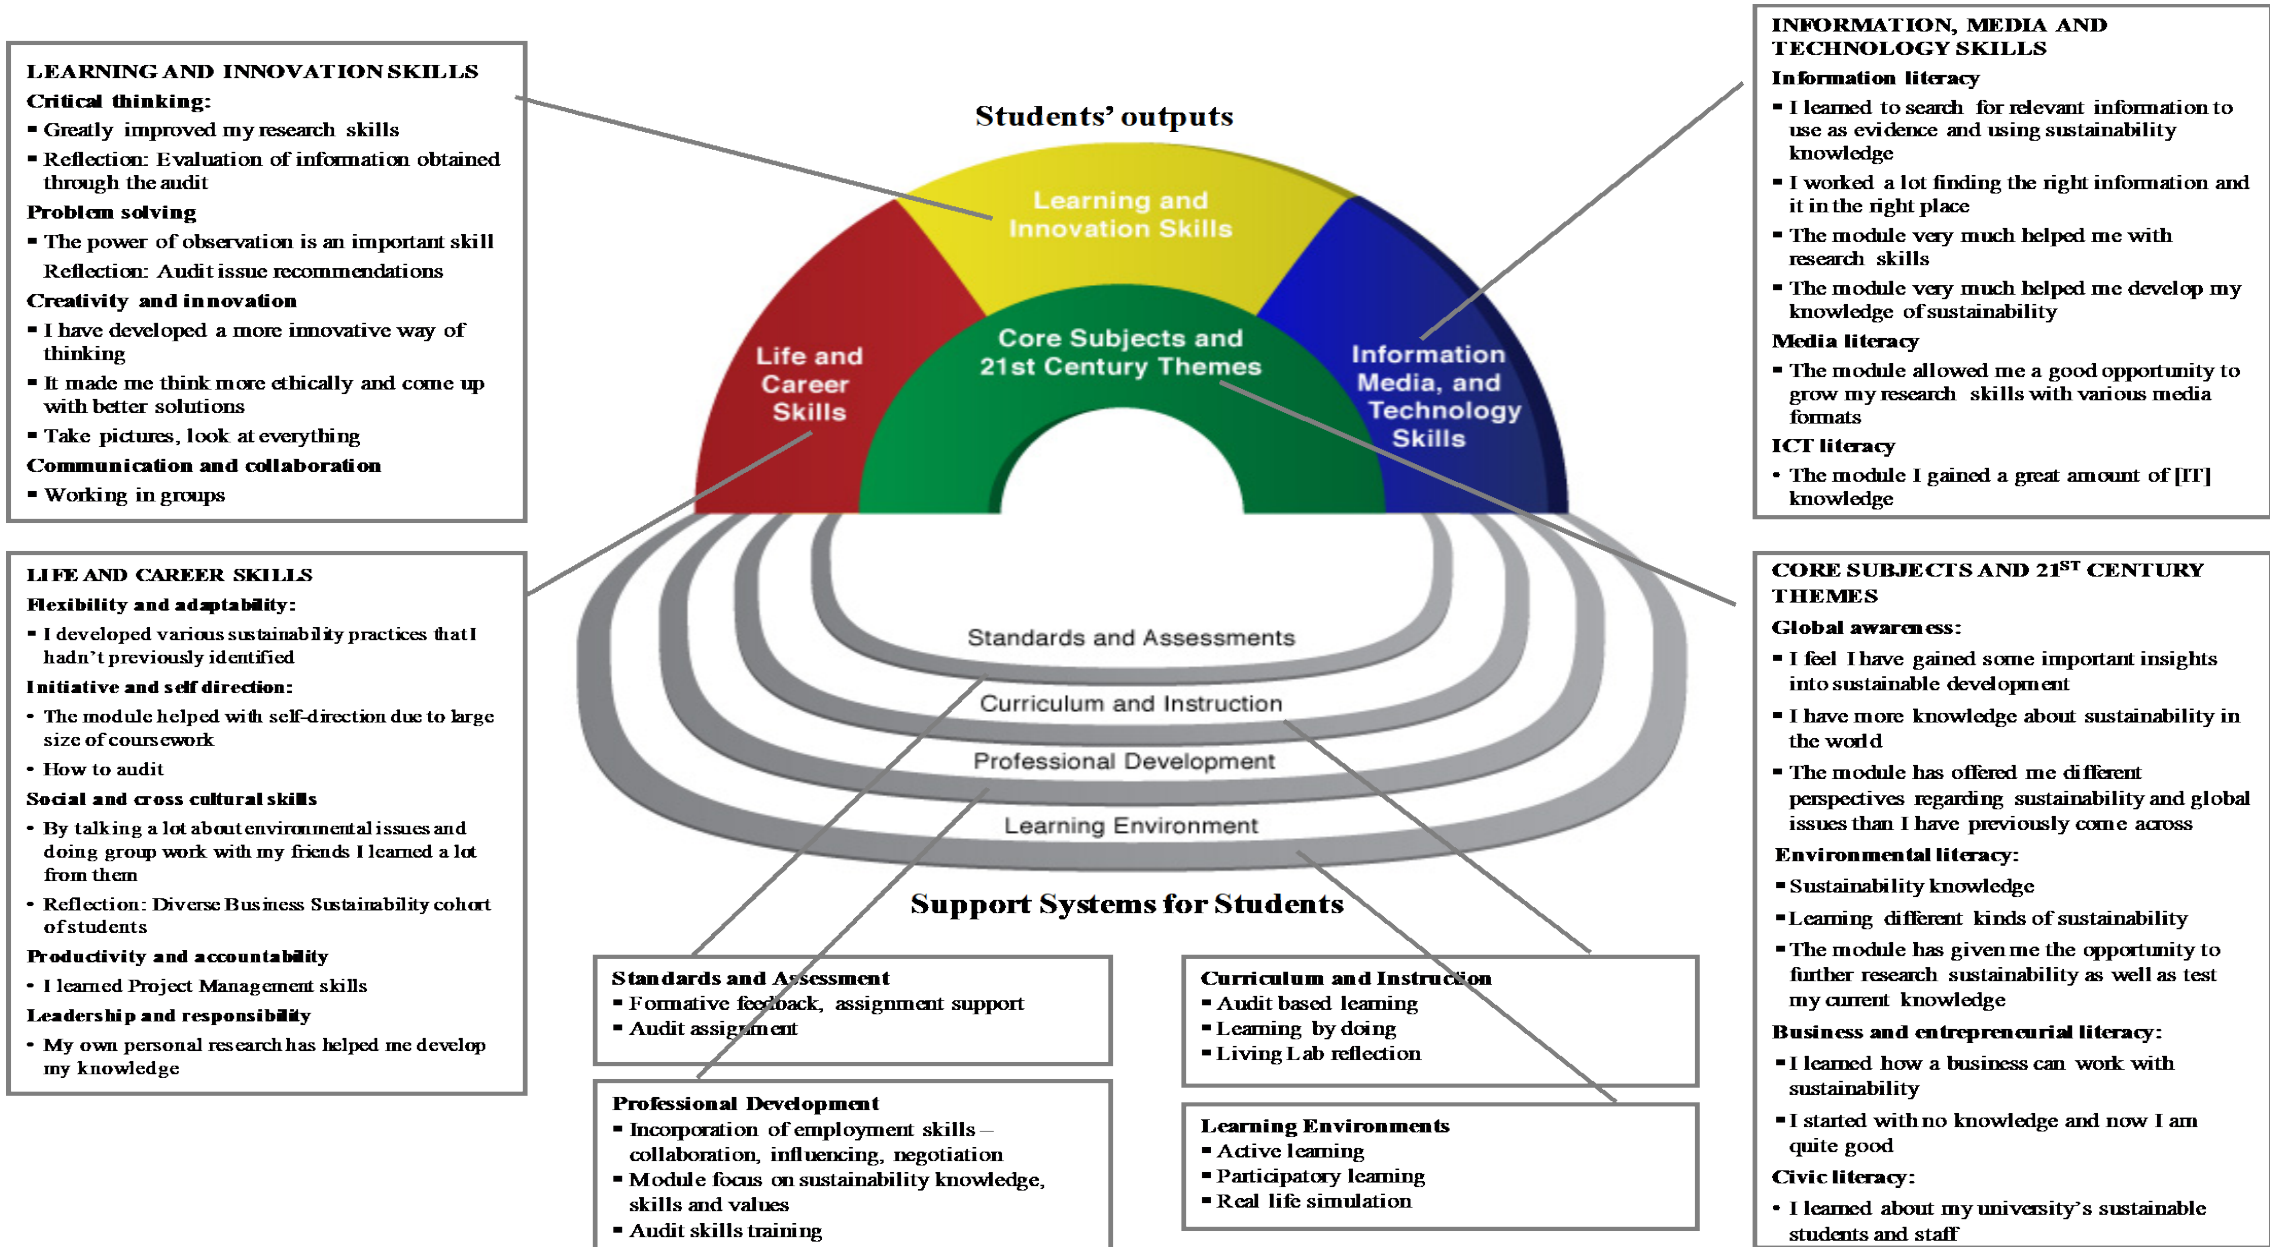 LEARNING AND INNOVATION SKILLS
Critical thinking:
▪ Greatly improved my research skills
▪ Reflection: Evaluation of information obtained
through the audit
Problem solving
▪ The power of observation is an important skill
Reflection: Audit issue recommendations
Creativity and innovation
▪ I have developed a more innovative way of
thinking
▪ It made me think more ethically and come up
with better solutions
▪ Take pictures, look at everything
Communication and collaboration
▪ Working in groups
LIFE AND CAREER SKILLS
Flexibility and adaptability:
▪ I developed various sustainability practices that I
hadn't previously identified
Initiative and self direction:
• The module helped with self-direction due to large
size of coursework
• How to audit
Social and cross cultural skills
• By talking a lot about environmental issues and
doing group work with my friends I learned a lot
from them
• Reflection: Diverse Business Sustainability cohort
of students
Productivity and accountability
• I learned Project Management skills
Leadership and responsibility
• My own personal research has helped me develop
my knowledge
Students' outputs
Learning and
Innovation Skills
Life and
Career
Skills
Core Subjects and
21st Century Themes
Information
Media, and
Technology
Skills
Standards and Assessments
Curriculum and Instruction
Professional Development
Learning Environment
Support Systems for Students
Standards and Assessment
▪ Formative feedback, assignment support
▪ Audit assignment
Professional Development
▪ Incorporation of employment skills –
collaboration, influencing, negotiation
▪ Module focus on sustainability knowledge,
skills and values
▪ Audit skills training
Curriculum and Instruction
▪ Audit based learning
▪ Learning by doing
▪ Living Lab reflection
Learning Environments
▪ Active learning
▪ Participatory learning
▪ Real life simulation
INFORMATION, MEDIA AND
TECHNOLOGY SKILLS
Information literacy
▪ I learned to search for relevant information to
use as evidence and using sustainability
knowledge
▪ I worked a lot finding the right information and
it in the right place
▪ The module very much helped me with
research skills
▪ The module very much helped me develop my
knowledge of sustainability
Media literacy
▪ The module allowed me a good opportunity to
grow my research skills with various media
formats
ICT literacy
• The module I gained a great amount of [IT]
knowledge
CORE SUBJECTS AND 21ST CENTURY
THEMES
Global awareness:
▪ I feel I have gained some important insights
into sustainable development
▪ I have more knowledge about sustainability in
the world
▪ The module has offered me different
perspectives regarding sustainability and global
issues than I have previously come across
Environmental literacy:
▪ Sustainability knowledge
▪ Learning different kinds of sustainability
▪ The module has given me the opportunity to
further research sustainability as well as test
my current knowledge
Business and entrepreneurial literacy:
▪ I learned how a business can work with
sustainability
▪ I started with no knowledge and now I am
quite good
Civic literacy:
• I learned about my university's sustainable
students and staff